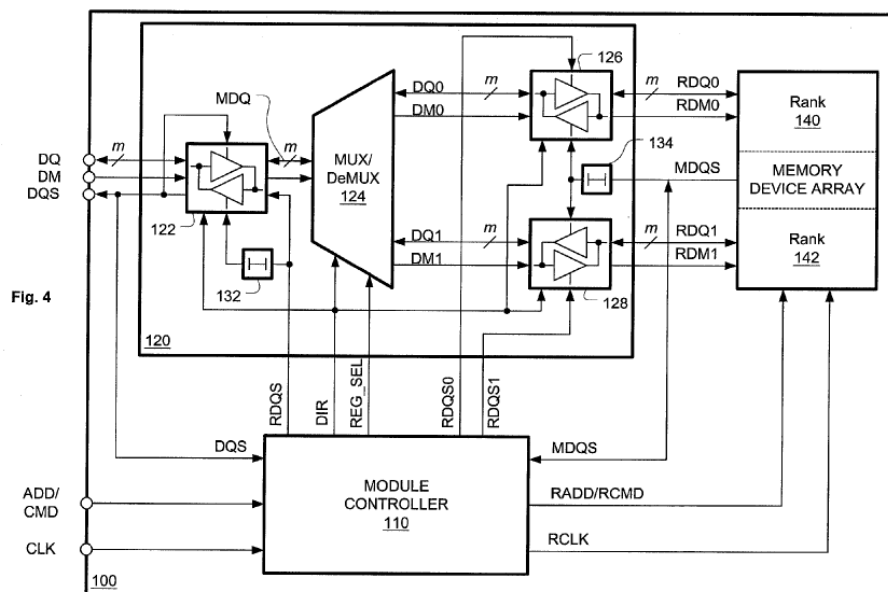 126
m
DQ0
m
RDQ0
MDQ
DM0
RDM0
Rank
140
134
m
m
MUX/
DeMUX
124
MDQS
DQ
DM
DQS
MEMORY
DEVICE ARRAY
122
DQ1
m
m
RDQ1
DM1
RDM1
Rank
142
132
128
Fig. 4
120
RDQS
DIR
REG_SEL
RDQS0
RDQS1
DQS
MDQS
ADD/
CMD
MODULE
CONTROLLER
110
RADD/RCMD
CLK
RCLK
100